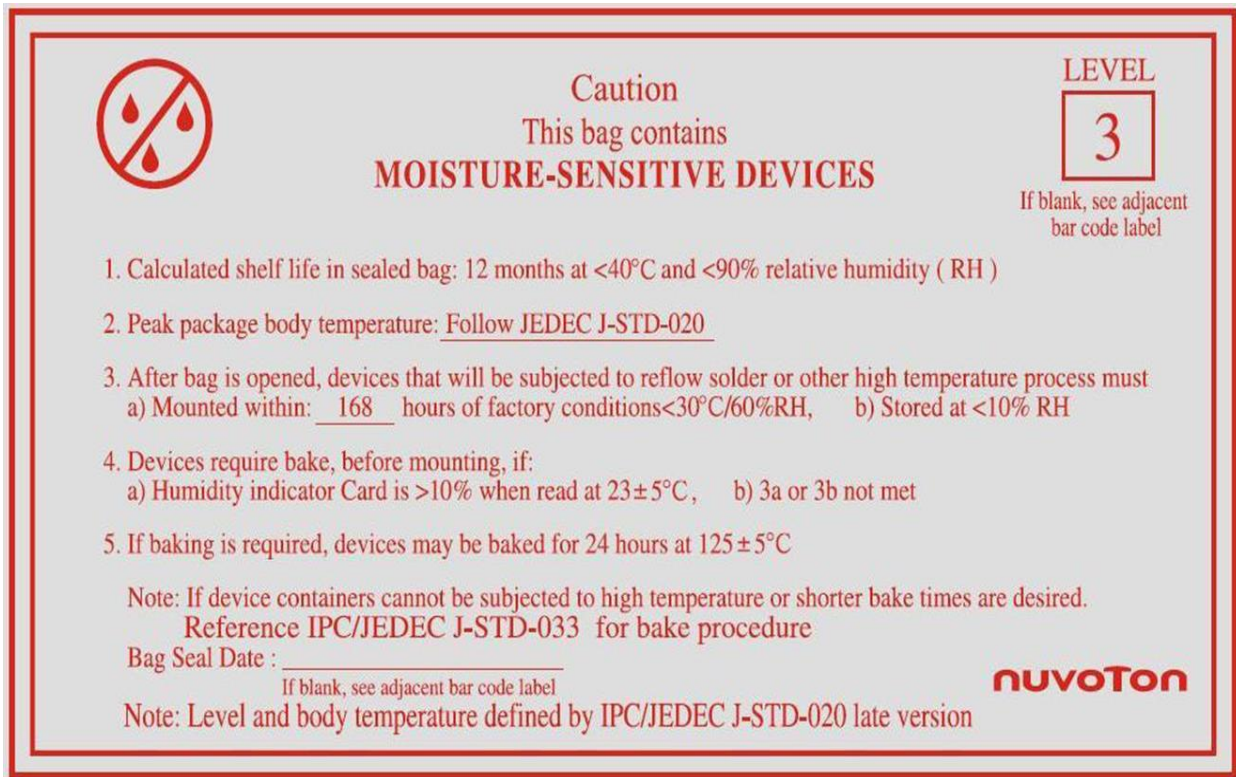 Caution
This bag contains
MOISTURE-SENSITIVE DEVICES
LEVEL
3
If blank, see adjacent
bar code label
1. Calculated shelf life in sealed bag: 12 months at <40°C and <90% relative humidity ( RH )
2. Peak package body temperature: Follow JEDEC J-STD-020
3. After bag is opened, devices that will be subjected to reflow solder or other high temperature process must
a) Mounted within: 168 hours of factory conditions<30°C/60%RH, b) Stored at <10% RH
4. Devices require bake, before mounting, if:
a) Humidity indicator Card is >10% when read at 23±5°C, b) 3a or 3b not met
5. If baking is required, devices may be baked for 24 hours at 125±5°C
Note: If device containers cannot be subjected to high temperature or shorter bake times are desired.
Reference IPC/JEDEC J-STD-033 for bake procedure
Bag Seal Date :
If blank, see adjacent bar code label
nuvoTon
Note: Level and body temperature defined by IPC/JEDEC J-STD-020 late version